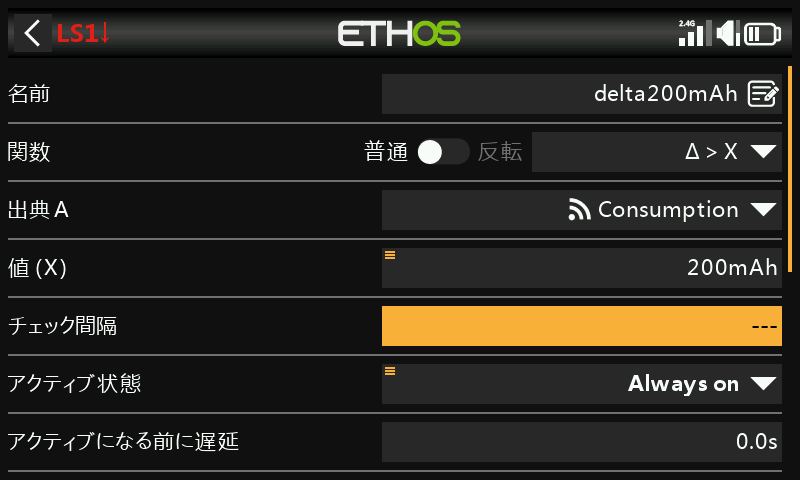 LS1↓ ETHOS 2.4G
名前 delta200mAh
関数 普通 反転 Δ > X
出典 A Consumption
値 (X) 200mAh
チェック間隔 ---
アクティブ状態 Always on
アクティブになる前に遅延 0.0s